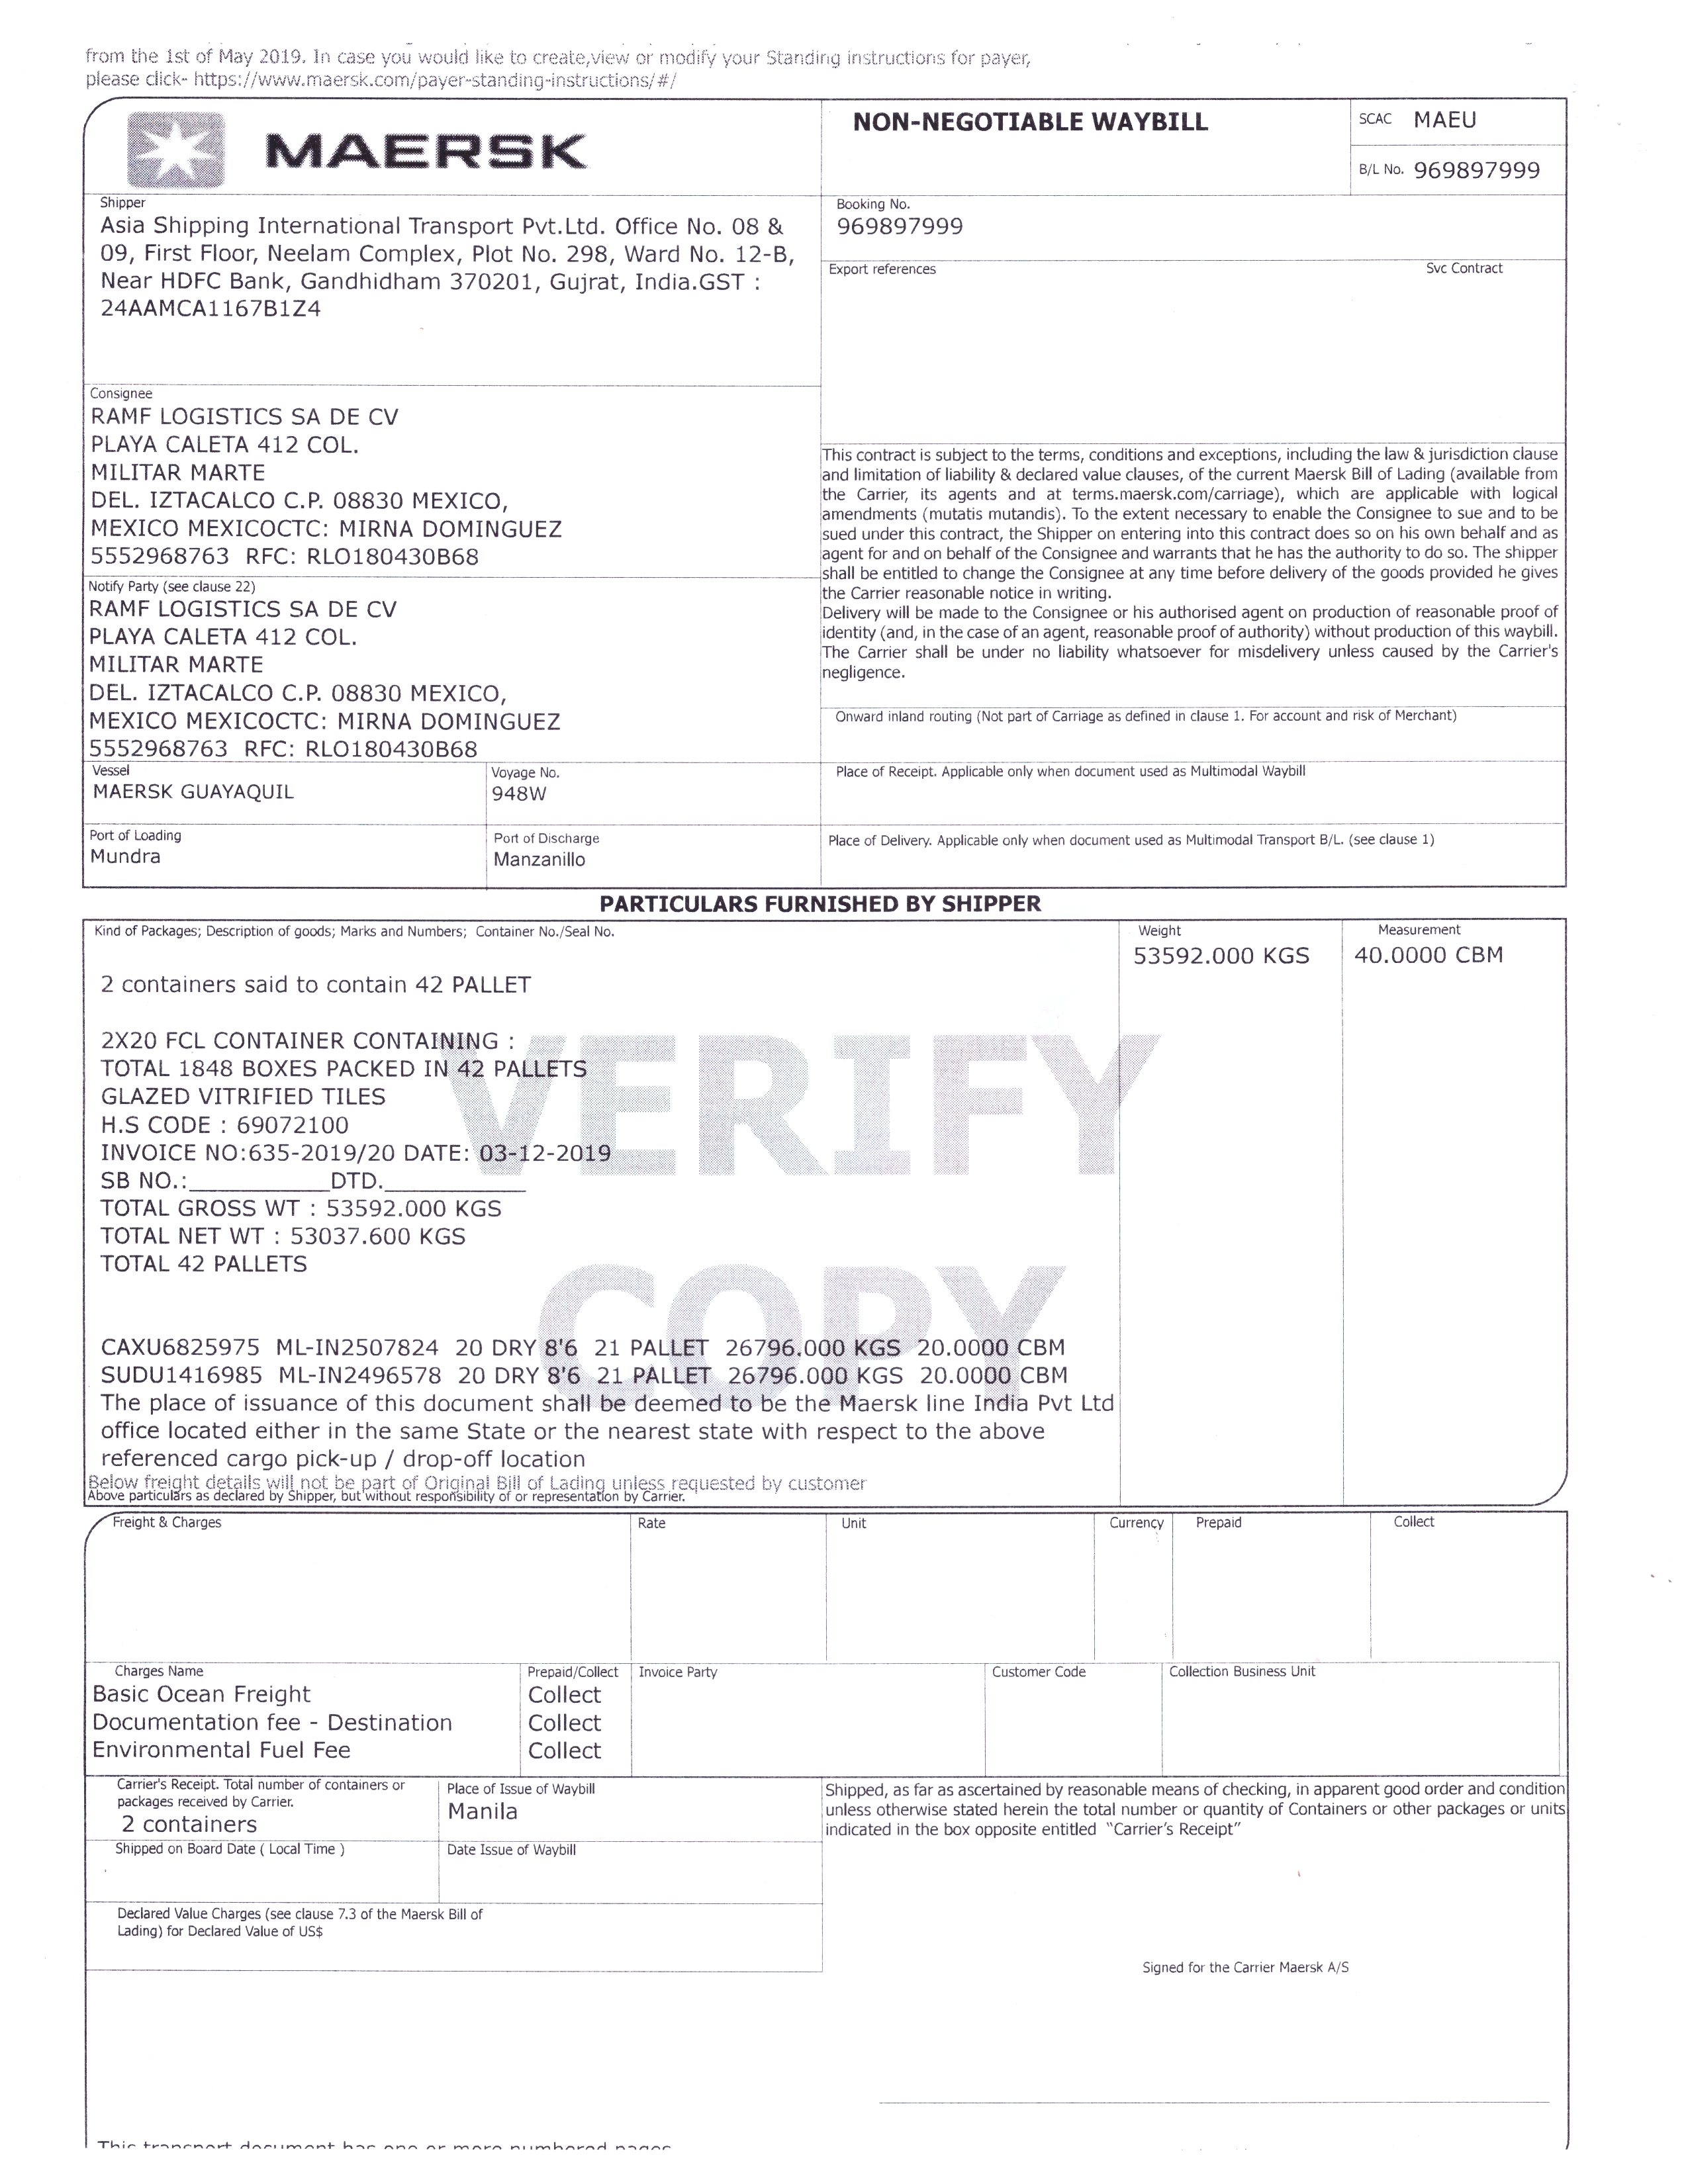 from the 1st of May 2019. In case you would like to create,view or modify your Standing instructions for payer,
please click- https://www.maersk.com/payer-standing-instructions/#/
MAERSK
NON-NEGOTIABLE WAYBILL
SCAC MAEU
B/L No. 969897999
Shipper
Asia Shipping International Transport Pvt.Ltd. Office No. 08 &
09, First Floor, Neelam Complex, Plot No. 298, Ward No. 12-B,
Near HDFC Bank, Gandhidham 370201, Gujrat, India.GST :
24AAMCA1167B1Z4
Booking No.
969897999
Export references
Svc Contract
Consignee
RAMF LOGISTICS SA DE CV
PLAYA CALETA 412 COL.
MILITAR MARTE
DEL. IZTACALCO C.P. 08830 MEXICO,
MEXICO MEXICOCTC: MIRNA DOMINGUEZ
5552968763 RFC: RLO180430B68
Notify Party (see clause 22)
RAMF LOGISTICS SA DE CV
PLAYA CALETA 412 COL.
MILITAR MARTE
DEL. IZTACALCO C.P. 08830 MEXICO,
MEXICO MEXICOCTC: MIRNA DOMINGUEZ
5552968763 RFC: RLO180430B68
This contract is subject to the terms, conditions and exceptions, including the law & jurisdiction clause
and limitation of liability & declared value clauses, of the current Maersk Bill of Lading (available from
the Carrier, its agents and at terms.maersk.com/carriage), which are applicable with logical
amendments (mutatis mutandis). To the extent necessary to enable the Consignee to sue and to be
sued under this contract, the Shipper on entering into this contract does so on his own behalf and as
agent for and on behalf of the Consignee and warrants that he has the authority to do so. The shipper
shall be entitled to change the Consignee at any time before delivery of the goods provided he gives
the Carrier reasonable notice in writing.
Delivery will be made to the Consignee or his authorised agent on production of reasonable proof of
identity (and, in the case of an agent, reasonable proof of authority) without production of this waybill.
The Carrier shall be under no liability whatsoever for misdelivery unless caused by the Carrier's
negligence.
Onward inland routing (Not part of Carriage as defined in clause 1. For account and risk of Merchant)
Vessel
MAERSK GUAYAQUIL
Voyage No.
948W
Place of Receipt. Applicable only when document used as Multimodal Waybill
Port of Loading
Mundra
Port of Discharge
Manzanillo
Place of Delivery. Applicable only when document used as Multimodal Transport B/L. (see clause 1)
PARTICULARS FURNISHED BY SHIPPER
Kind of Packages; Description of goods; Marks and Numbers; Container No./Seal No.
Weight
53592.000 KGS
Measurement
40.0000 CBM
2 containers said to contain 42 PALLET
2X20 FCL CONTAINER CONTAINING :
TOTAL 1848 BOXES PACKED IN 42 PALLETS
GLAZED VITRIFIED TILES
H.S CODE : 69072100
INVOICE NO:635-2019/20 DATE: 03-12-2019
SB NO.:__________DTD.__________
TOTAL GROSS WT : 53592.000 KGS
TOTAL NET WT : 53037.600 KGS
TOTAL 42 PALLETS
VERIFY
COPY
CAXU6825975 ML-IN2507824 20 DRY 8'6 21 PALLET 26796.000 KGS 20.0000 CBM
SUDU1416985 ML-IN2496578 20 DRY 8'6 21 PALLET 26796.000 KGS 20.0000 CBM
The place of issuance of this document shall be deemed to be the Maersk line India Pvt Ltd
office located either in the same State or the nearest state with respect to the above
referenced cargo pick-up / drop-off location
Below freight details will not be part of Original Bill of Lading unless requested by customer
Above particulars as declared by Shipper, but without responsibility of or representation by Carrier.
Freight & Charges
Rate
Unit
Currency
Prepaid
Collect
Charges Name
Prepaid/Collect
Invoice Party
Customer Code
Collection Business Unit
Basic Ocean Freight Collect
Documentation fee - Destination Collect
Environmental Fuel Fee Collect
Carrier's Receipt. Total number of containers or
packages received by Carrier.
2 containers
Place of Issue of Waybill
Manila
Shipped on Board Date ( Local Time )
Date Issue of Waybill
Shipped, as far as ascertained by reasonable means of checking, in apparent good order and condition
unless otherwise stated herein the total number or quantity of Containers or other packages or units
indicated in the box opposite entitled "Carrier's Receipt"
Declared Value Charges (see clause 7.3 of the Maersk Bill of
Lading) for Declared Value of US$
Signed for the Carrier Maersk A/S
This transport document has one or more numbered pages